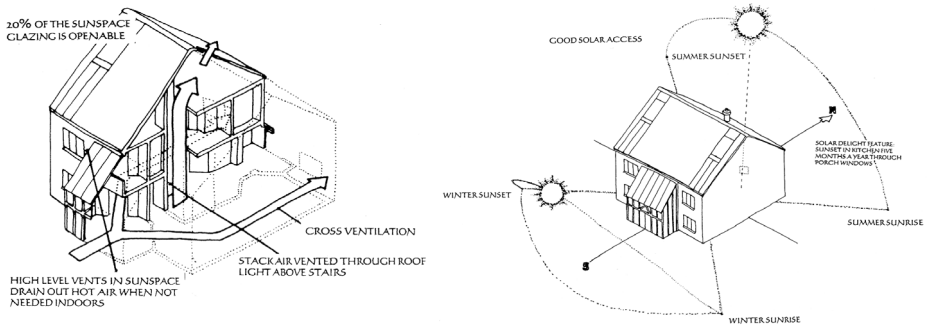 20% OF THE SUNSPACE
GLAZING IS OPENABLE
CROSS VENTILATION
STACK AIR VENTED THROUGH ROOF
LIGHT ABOVE STAIRS
HIGH LEVEL VENTS IN SUNSPACE
DRAIN OUT HOT AIR WHEN NOT
NEEDED INDOORS
GOOD SOLAR ACCESS
SUMMER SUNSET
N
SOLAR DELIGHT FEATURE:
SUNSET IN KITCHEN FIVE
MONTHS A YEAR THROUGH
PORCH WINDOWS
WINTER SUNSET
SUMMER SUNRISE
S
WINTER SUNRISE